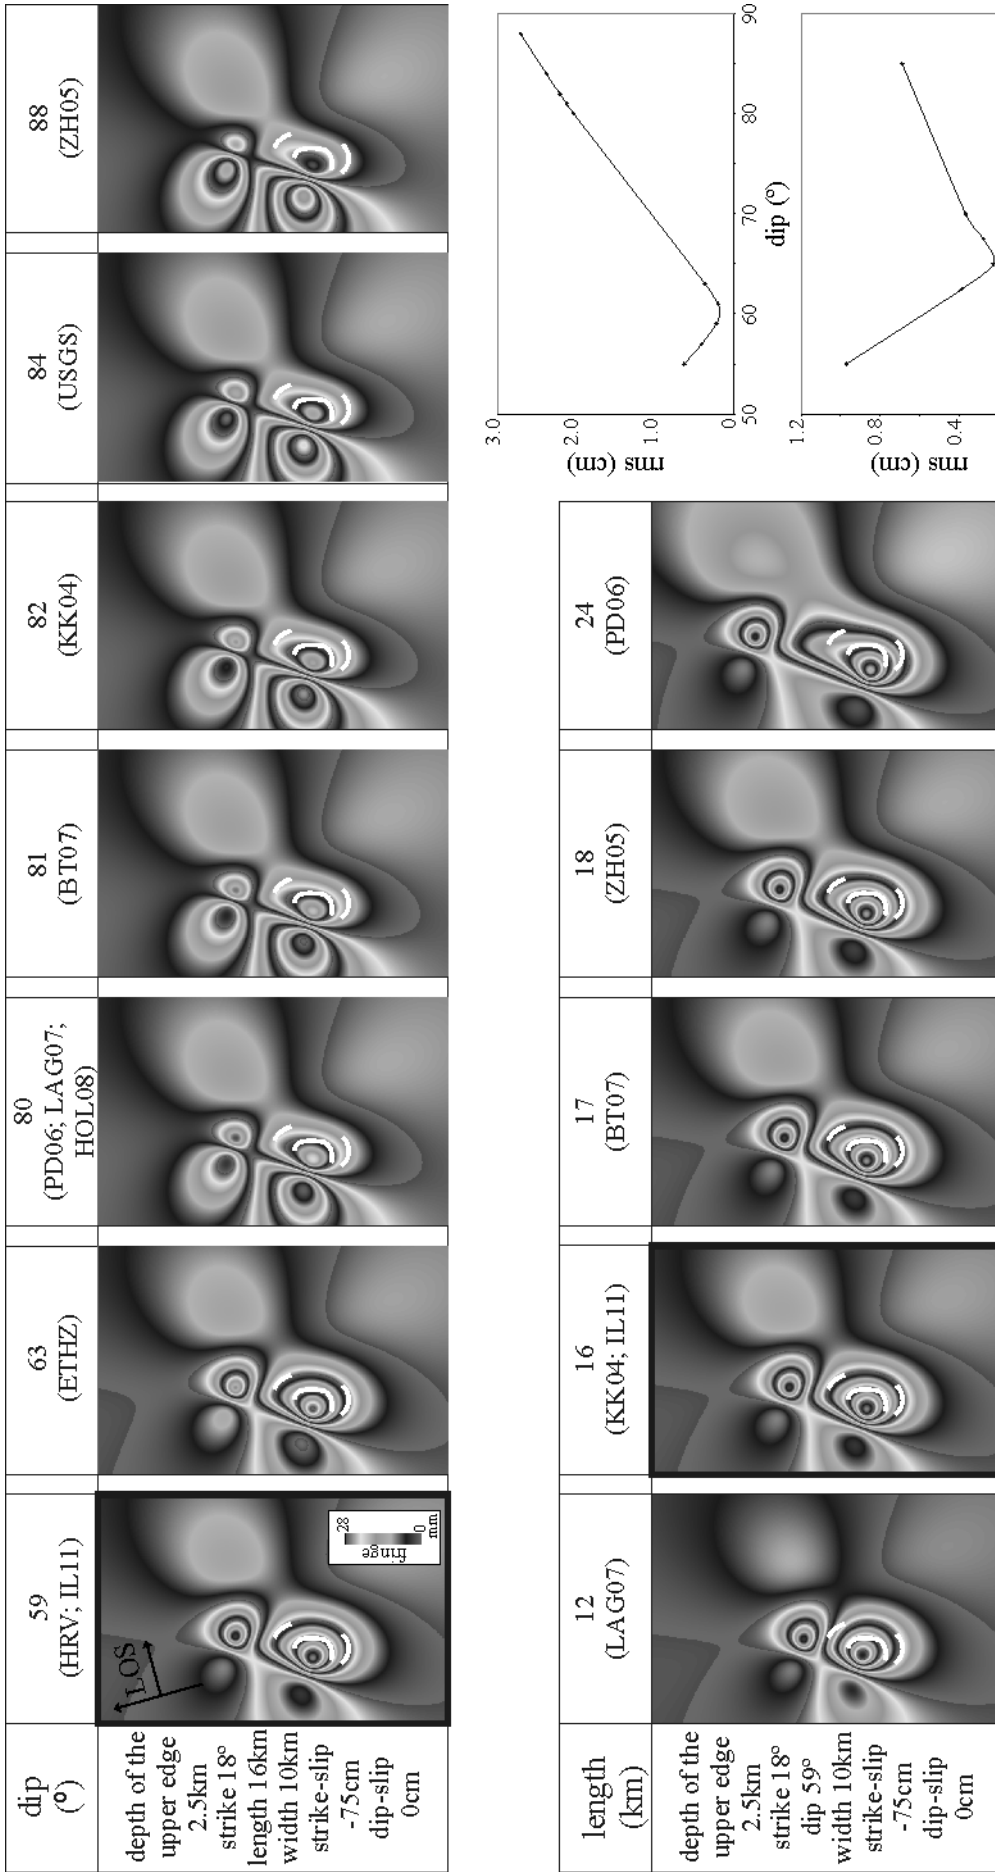 dip
(°)
59
(HRV; IL11)
63
(ETHZ)
80
(PD06; LAG07;
HOL08)
81
(BT07)
82
(KK04)
84
(USGS)
88
(ZH05)
depth of the
upper edge
2.5km
strike 18°
length 16km
width 10km
strike-slip
-75cm
dip-slip
0cm
LOS
fringe
28
0
mm
length
(km)
12
(LAG07)
16
(KK04; IL11)
17
(BT07)
18
(ZH05)
24
(PD06)
depth of the
upper edge
2.5km
strike 18°
dip 59°
width 10km
strike-slip
-75cm
dip-slip
0cm
rms (cm)
3.0
2.0
1.0
0
50
60
70
80
90
dip (°)
rms (cm)
1.2
0.8
0.4